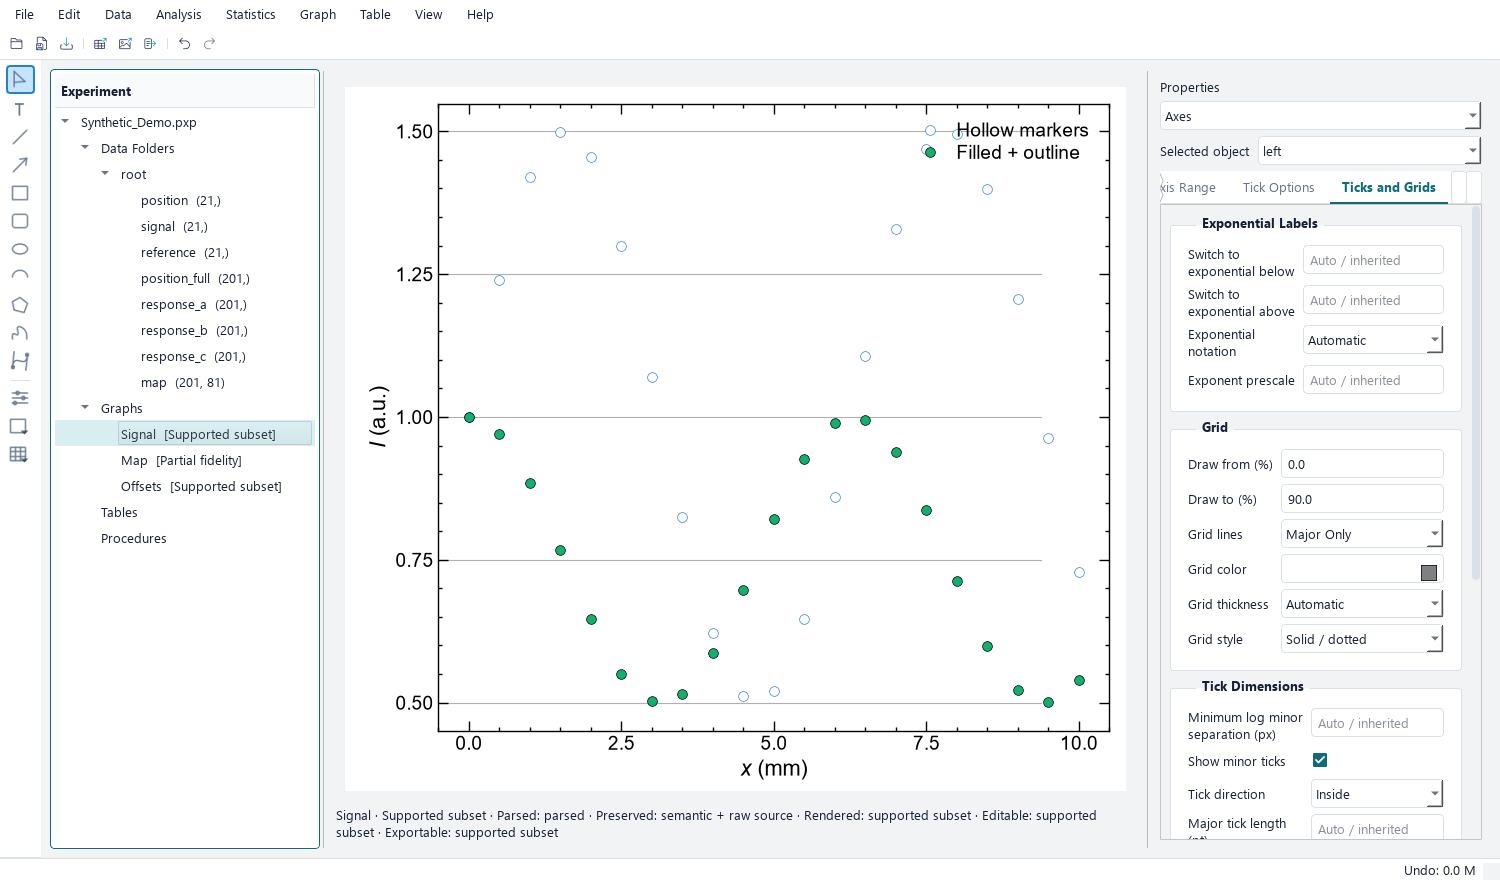 File Edit Data Analysis Statistics Graph Table View Help
Experiment
Synthetic_Demo.pxp
Data Folders
root
position (21,)
signal (21,)
reference (21,)
position_full (201,)
response_a (201,)
response_b (201,)
response_c (201,)
map (201, 81)
Graphs
Signal [Supported subset]
Map [Partial fidelity]
Offsets [Supported subset]
Tables
Procedures
T
Hollow markers
Filled + outline
1.50
1.25
1.00
0.75
0.50
I (a.u.)
0.0 2.5 5.0 7.5 10.0
x (mm)
Signal · Supported subset · Parsed: parsed · Preserved: semantic + raw source · Rendered: supported subset · Editable: supported
subset · Exportable: supported subset
Properties
Axes
Selected object left
xis Range Tick Options Ticks and Grids
Exponential Labels
Switch to
exponential below Auto / inherited
Switch to
exponential above Auto / inherited
Exponential
notation Automatic
Exponent prescale Auto / inherited
Grid
Draw from (%) 0.0
Draw to (%) 90.0
Grid lines Major Only
Grid color
Grid thickness Automatic
Grid style Solid / dotted
Tick Dimensions
Minimum log minor
separation (px) Auto / inherited
Show minor ticks
Tick direction Inside
Major tick length Auto / inherited
Undo: 0.0 M